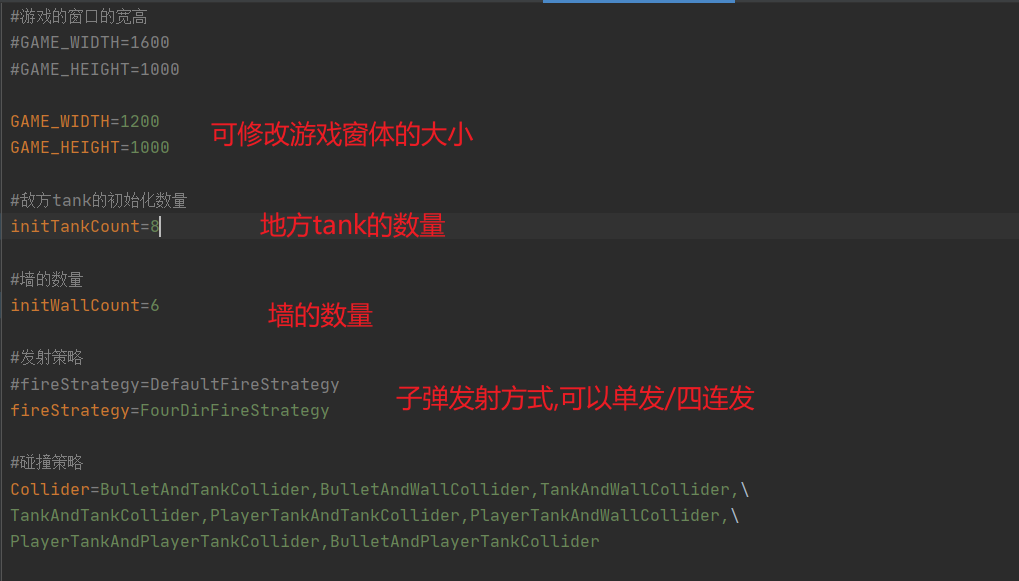 #游戏的窗口的宽高
#GAME_WIDTH=1600
#GAME_HEIGHT=1000
GAME_WIDTH=1200
可修改游戏窗体的大小
GAME_HEIGHT=1000
#敌方tank的初始化数量
initTankCount=8
地方tank的数量
#墙的数量
initWallCount=6
墙的数量
#发射策略
#fireStrategy=DefaultFireStrategy
子弹发射方式,可以单发/四连发
fireStrategy=FourDirFireStrategy
#碰撞策略
Collider=BulletAndTankCollider,BulletAndWallCollider,TankAndWallCollider,\
TankAndTankCollider,PlayerTankAndTankCollider,PlayerTankAndWallCollider,\
PlayerTankAndPlayerTankCollider,BulletAndPlayerTankCollider